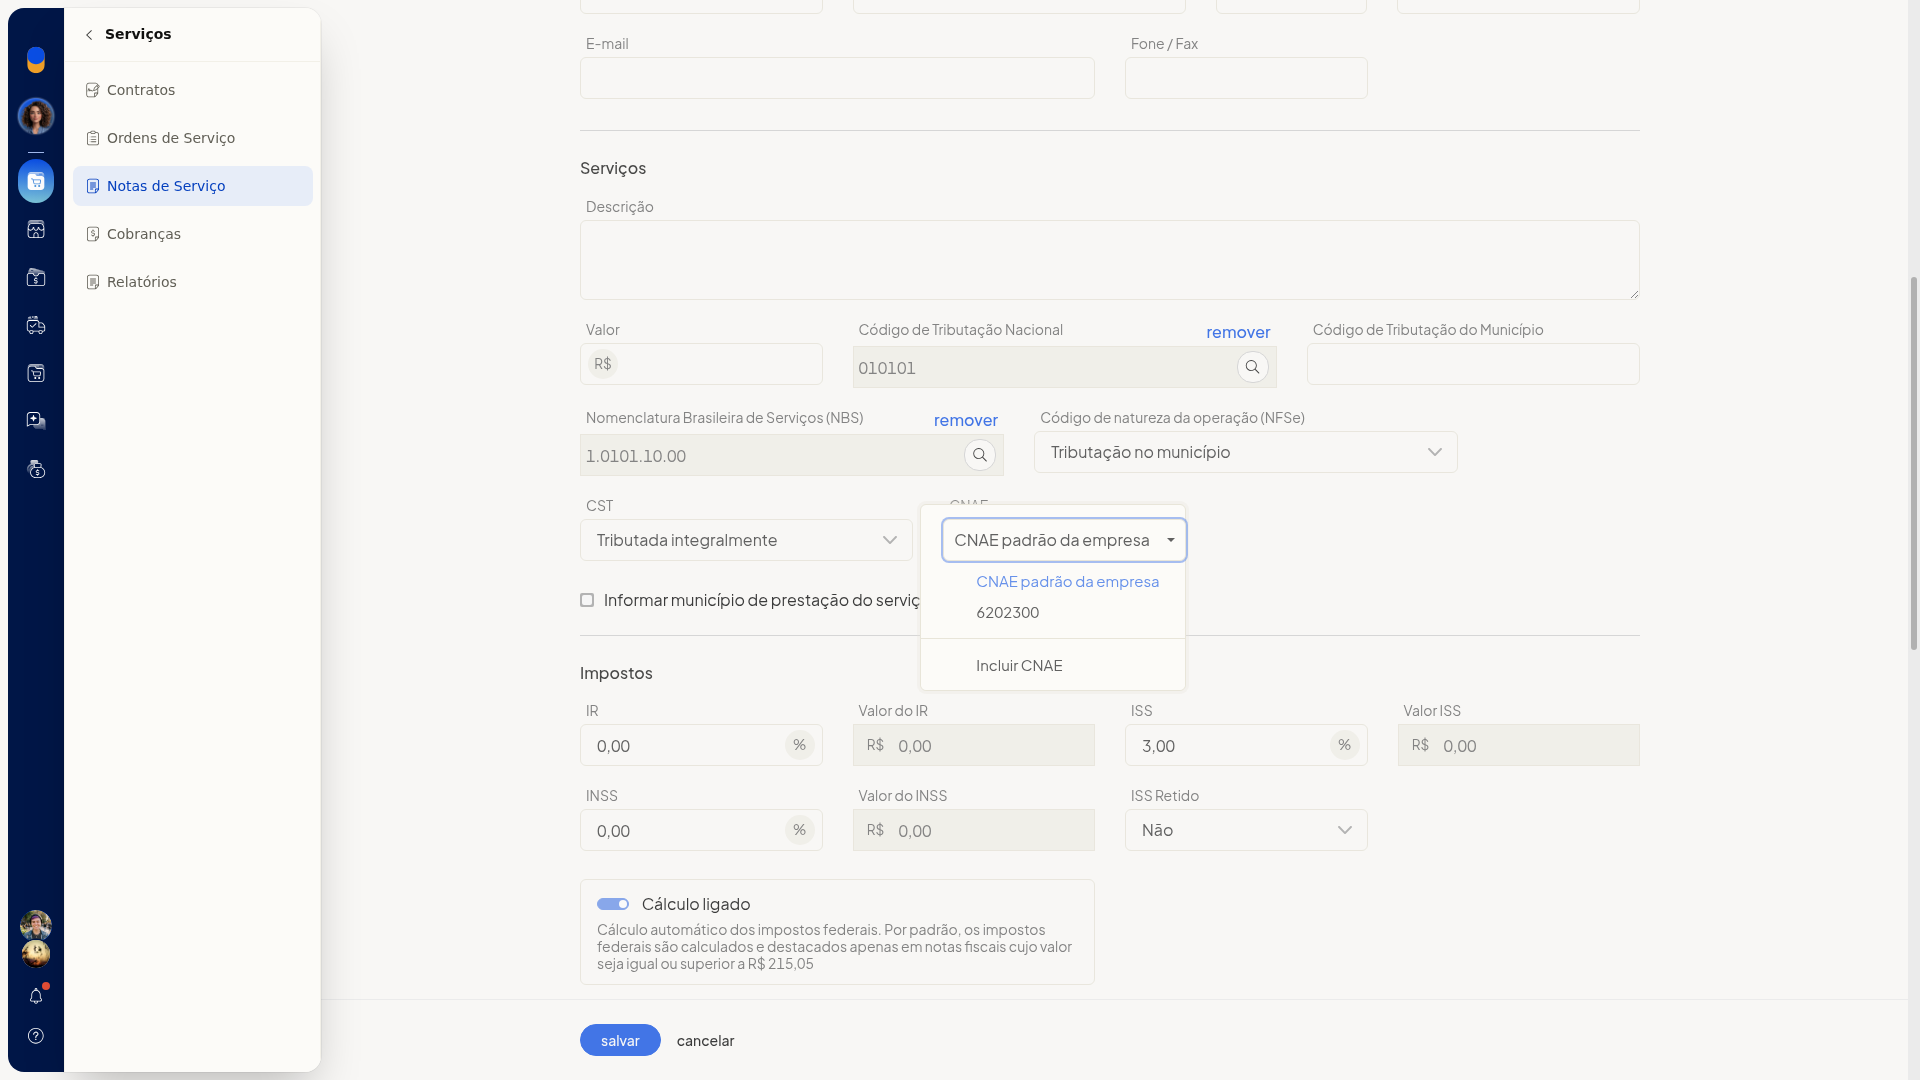 Serviços
Contratos
Ordens de Serviço
Notas de Serviço
Cobranças
Relatórios
E-mail
Fone / Fax
Serviços
Descrição
Valor
Código de Tributação Nacional
remover
Código de Tributação do Município
R$
010101
Nomenclatura Brasileira de Serviços (NBS)
remover
Código de natureza da operação (NFSe)
1.0101.10.00
Tributação no município
CST
CNAE
Tributada integralmente
CNAE padrão da empresa
CNAE padrão da empresa
6202300
Incluir CNAE
Informar município de prestação do serviç
Impostos
IR
Valor do IR
ISS
Valor ISS
0,00 %
R$ 0,00
3,00 %
R$ 0,00
INSS
Valor do INSS
ISS Retido
0,00 %
R$ 0,00
Não
Cálculo ligado
Cálculo automático dos impostos federais. Por padrão, os impostos
federais são calculados e destacados apenas em notas fiscais cujo valor
seja igual ou superior a R$ 215,05
salvar
cancelar